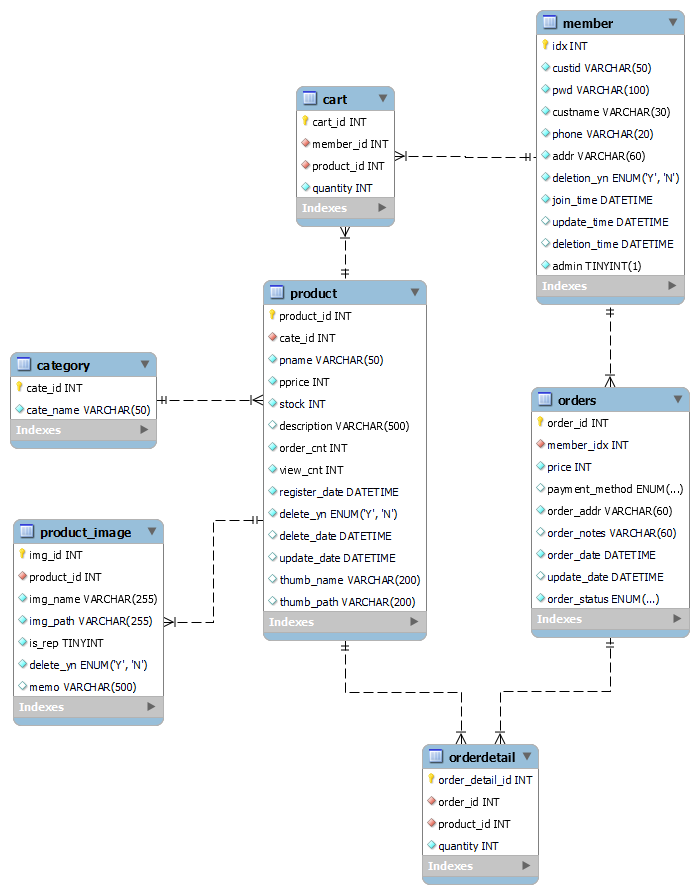 member
idx INT
custid VARCHAR(50)
pwd VARCHAR(100)
custname VARCHAR(30)
phone VARCHAR(20)
addr VARCHAR(60)
deletion_yn ENUM('Y', 'N')
join_time DATETIME
update_time DATETIME
deletion_time DATETIME
admin TINYINT(1)
Indexes
cart
cart_id INT
member_id INT
product_id INT
quantity INT
Indexes
product
product_id INT
cate_id INT
pname VARCHAR(50)
pprice INT
stock INT
description VARCHAR(500)
order_cnt INT
view_cnt INT
register_date DATETIME
delete_yn ENUM('Y', 'N')
delete_date DATETIME
update_date DATETIME
thumb_name VARCHAR(200)
thumb_path VARCHAR(200)
Indexes
category
cate_id INT
cate_name VARCHAR(50)
Indexes
orders
order_id INT
member_idx INT
price INT
payment_method ENUM(...)
order_addr VARCHAR(60)
order_notes VARCHAR(60)
order_date DATETIME
update_date DATETIME
order_status ENUM(...)
Indexes
product_image
img_id INT
product_id INT
img_name VARCHAR(255)
img_path VARCHAR(255)
is_rep TINYINT
delete_yn ENUM('Y', 'N')
memo VARCHAR(500)
Indexes
orderdetail
order_detail_id INT
order_id INT
product_id INT
quantity INT
Indexes